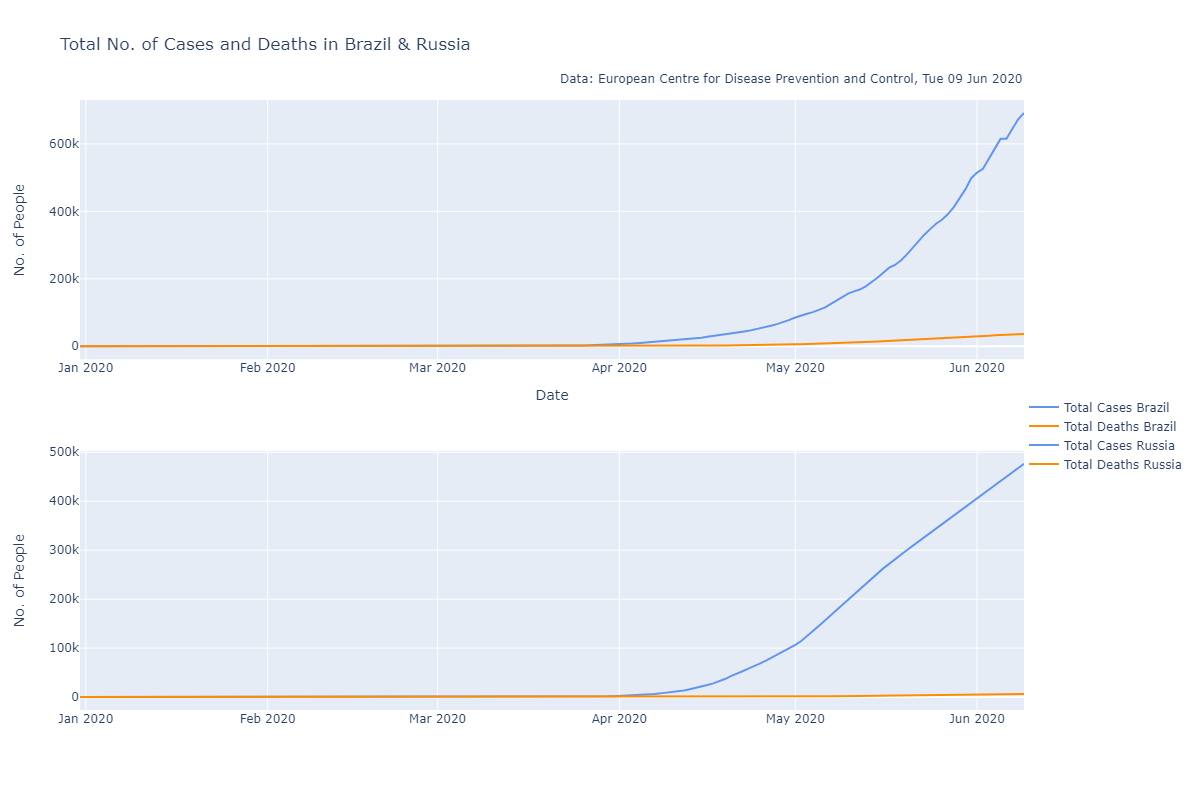 Total No. of Cases and Deaths in Brazil & Russia
Data: European Centre for Disease Prevention and Control, Tue 09 Jun 2020
No. of People
600k
400k
200k
0
Jan 2020 Feb 2020 Mar 2020 Apr 2020 May 2020 Jun 2020
Date
Total Cases Brazil
Total Deaths Brazil
Total Cases Russia
Total Deaths Russia
No. of People
500k
400k
300k
200k
100k
0
Jan 2020 Feb 2020 Mar 2020 Apr 2020 May 2020 Jun 2020